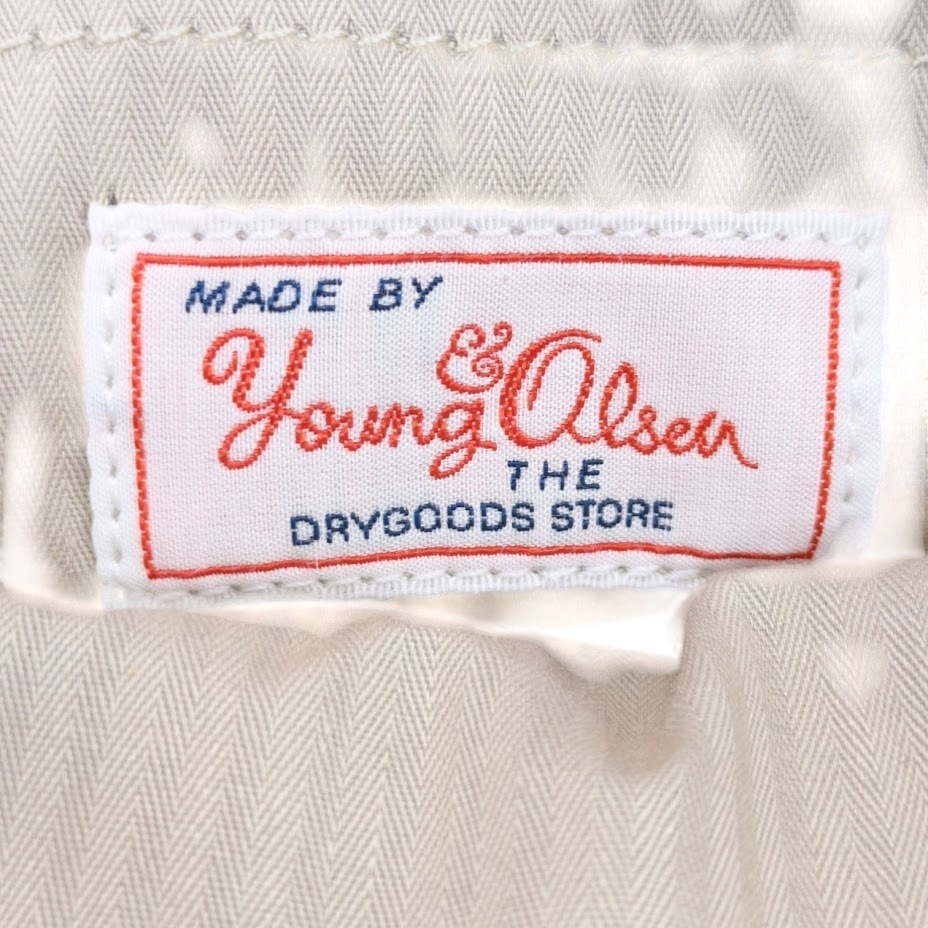 MADE BY
Young & Olsen
THE
DRYGOODS STORE